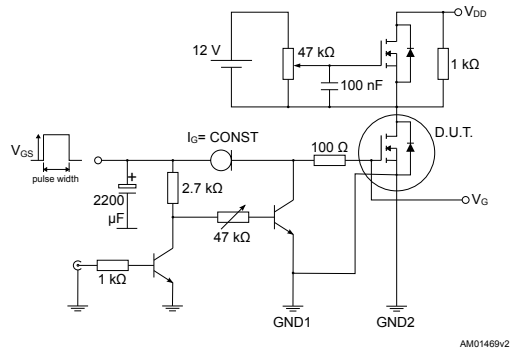 VDD
12 V
47 kΩ
1 kΩ
100 nF
D.U.T.
IG= CONST
100 Ω
VGS
pulse width
+
2.7 kΩ
2200
μF
VG
47 kΩ
1 kΩ
GND1
GND2
AM01469v2